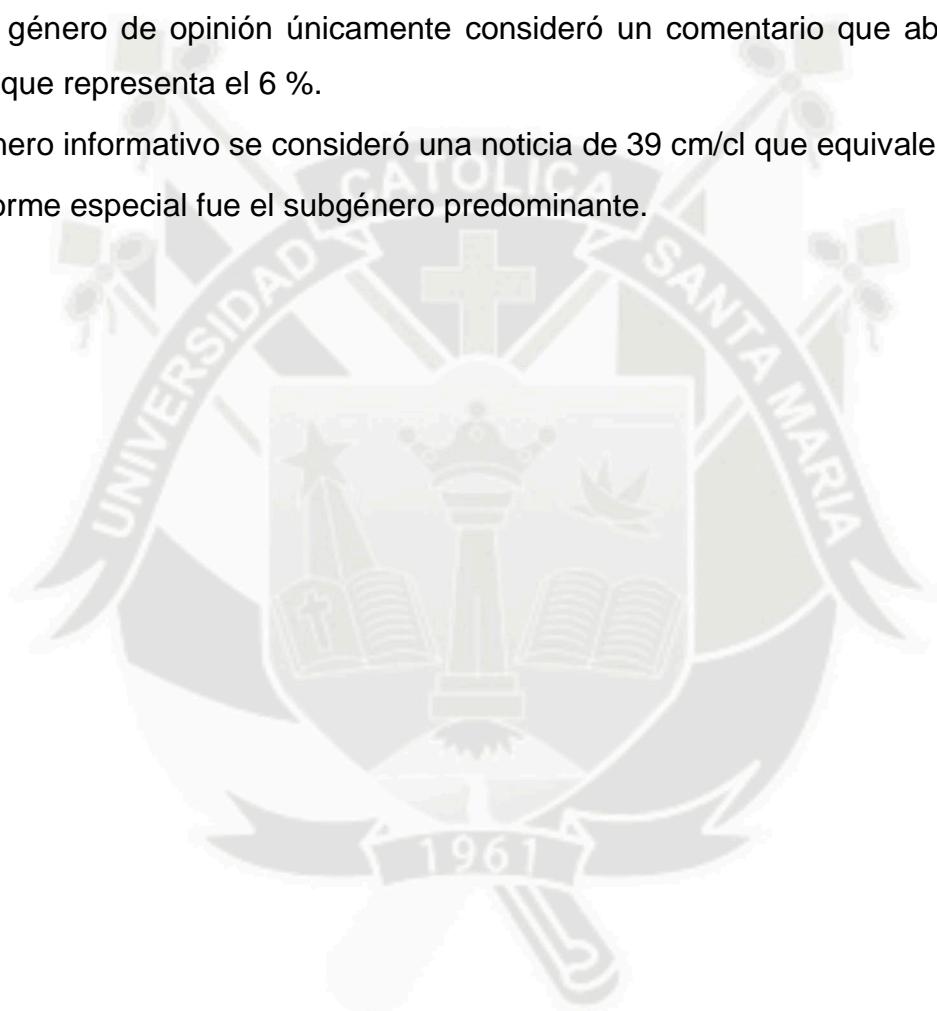 género de opinión únicamente consideró un comentario que ab
que representa el 6 %.
nero informativo se consideró una noticia de 39 cm/cl que equivale
orme especial fue el subgénero predominante.
UNIVERSIDAD CATOLICA SANTA MARIA
1961